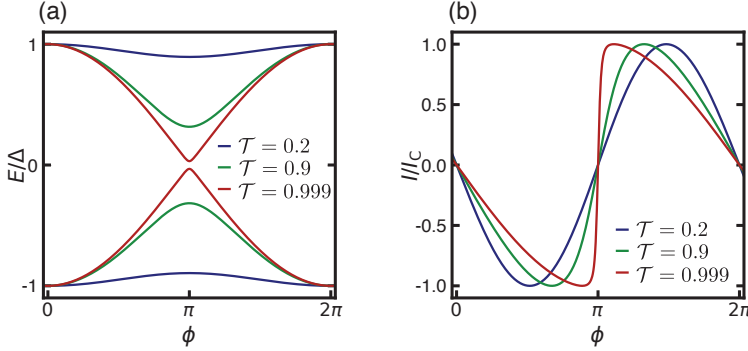 (a)
1
0
-1
E/Δ
𝒯 = 0.2
𝒯 = 0.9
𝒯 = 0.999
0
π
2π
ϕ
(b)
1.0
0.5
0.0
-0.5
-1.0
I/I_C
𝒯 = 0.2
𝒯 = 0.9
𝒯 = 0.999
0
π
2π
ϕ